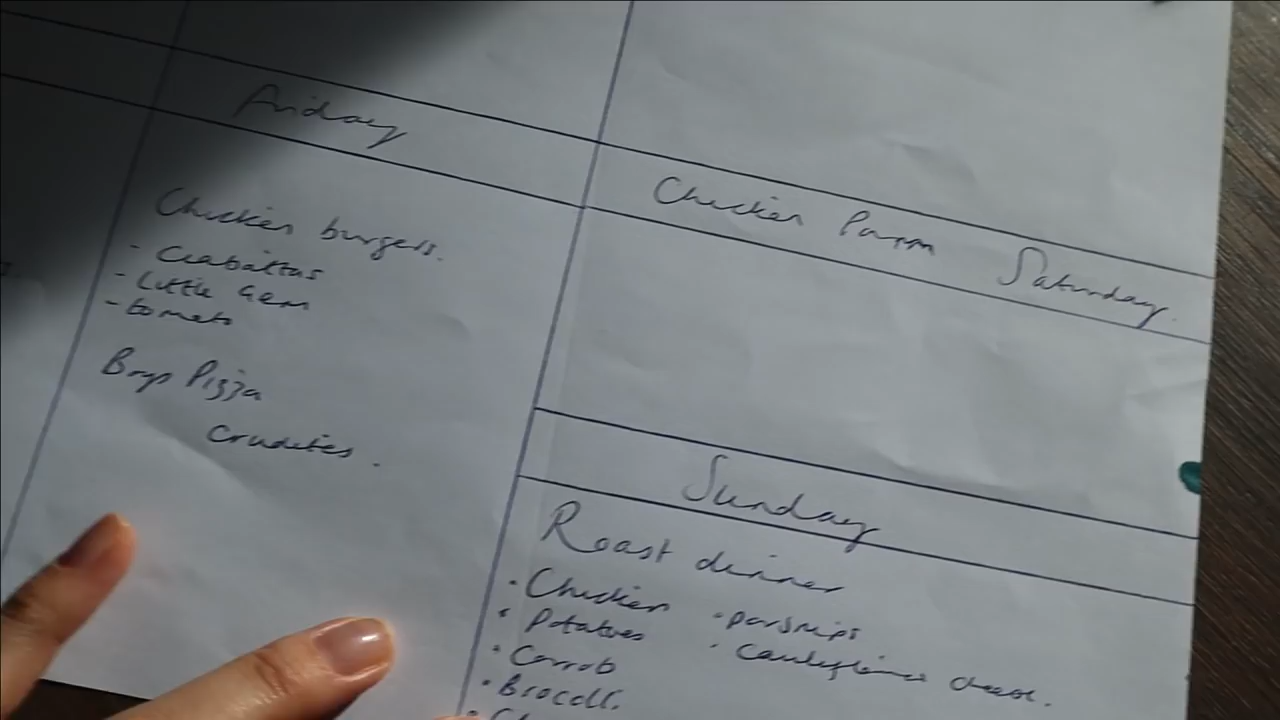 Friday
Chicken burgers.
- Ciabattas
- Little Gem
- tomato
Boys Pizza
Crudites.
Chicken Parm Saturday.
Sunday
Roast dinner
• Chicken • parsnips
• Potatoes • Cauliflower cheese.
• Carrots
• Brocolli